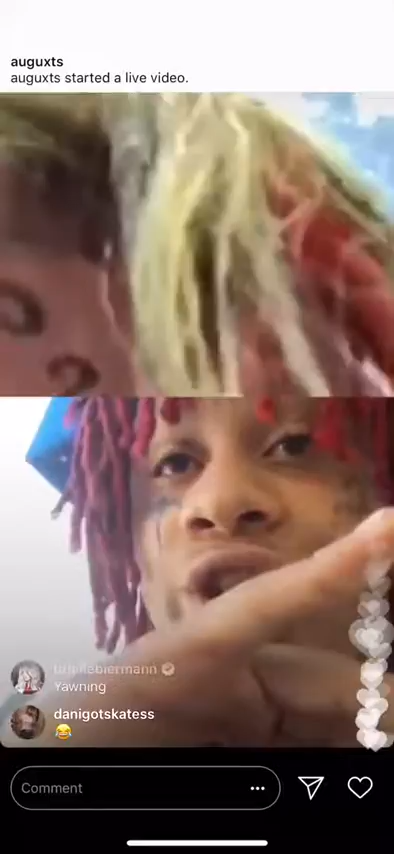 auguxts
auguxts started a live video.
Yawning
danigotskatess
😂
Comment